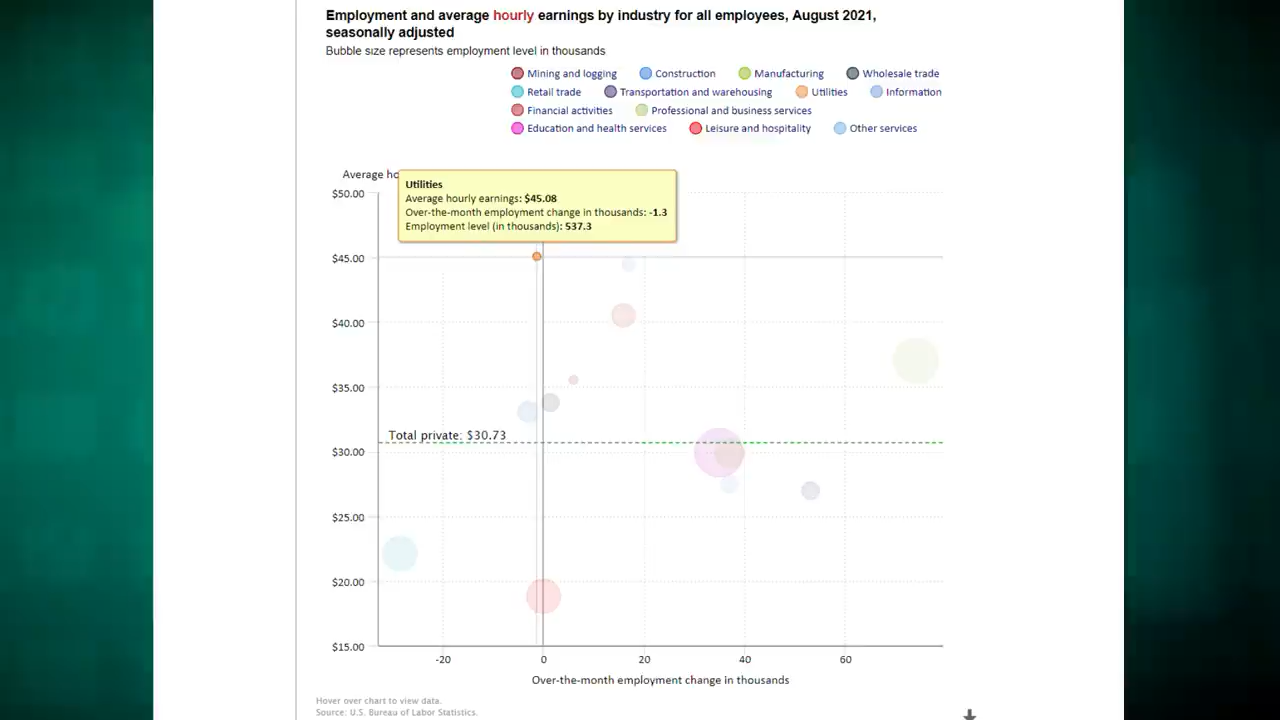 Employment and average hourly earnings by industry for all employees, August 2021,
seasonally adjusted
Bubble size represents employment level in thousands
Mining and logging Construction Manufacturing Wholesale trade
Retail trade Transportation and warehousing Utilities Information
Financial activities Professional and business services
Education and health services Leisure and hospitality Other services
Average ho
Utilities
Average hourly earnings: $45.08
Over-the-month employment change in thousands: -1.3
Employment level (in thousands): 537.3
$50.00
$45.00
$40.00
$35.00
Total private: $30.73
$30.00
$25.00
$20.00
$15.00
-20 0 20 40 60
Over-the-month employment change in thousands
Hover over chart to view data.
Source: U.S. Bureau of Labor Statistics.